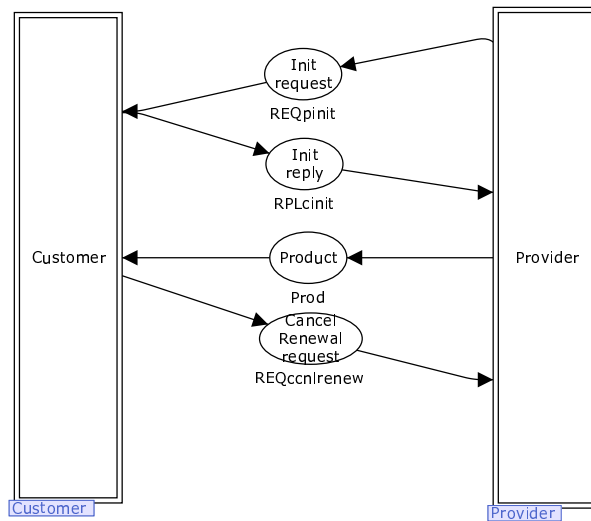 Init
request
REQpinit
Init
reply
RPLcinit
Customer
Product
Provider
Prod
Cancel
Renewal
request
REQccnlrenew
Customer
Provider